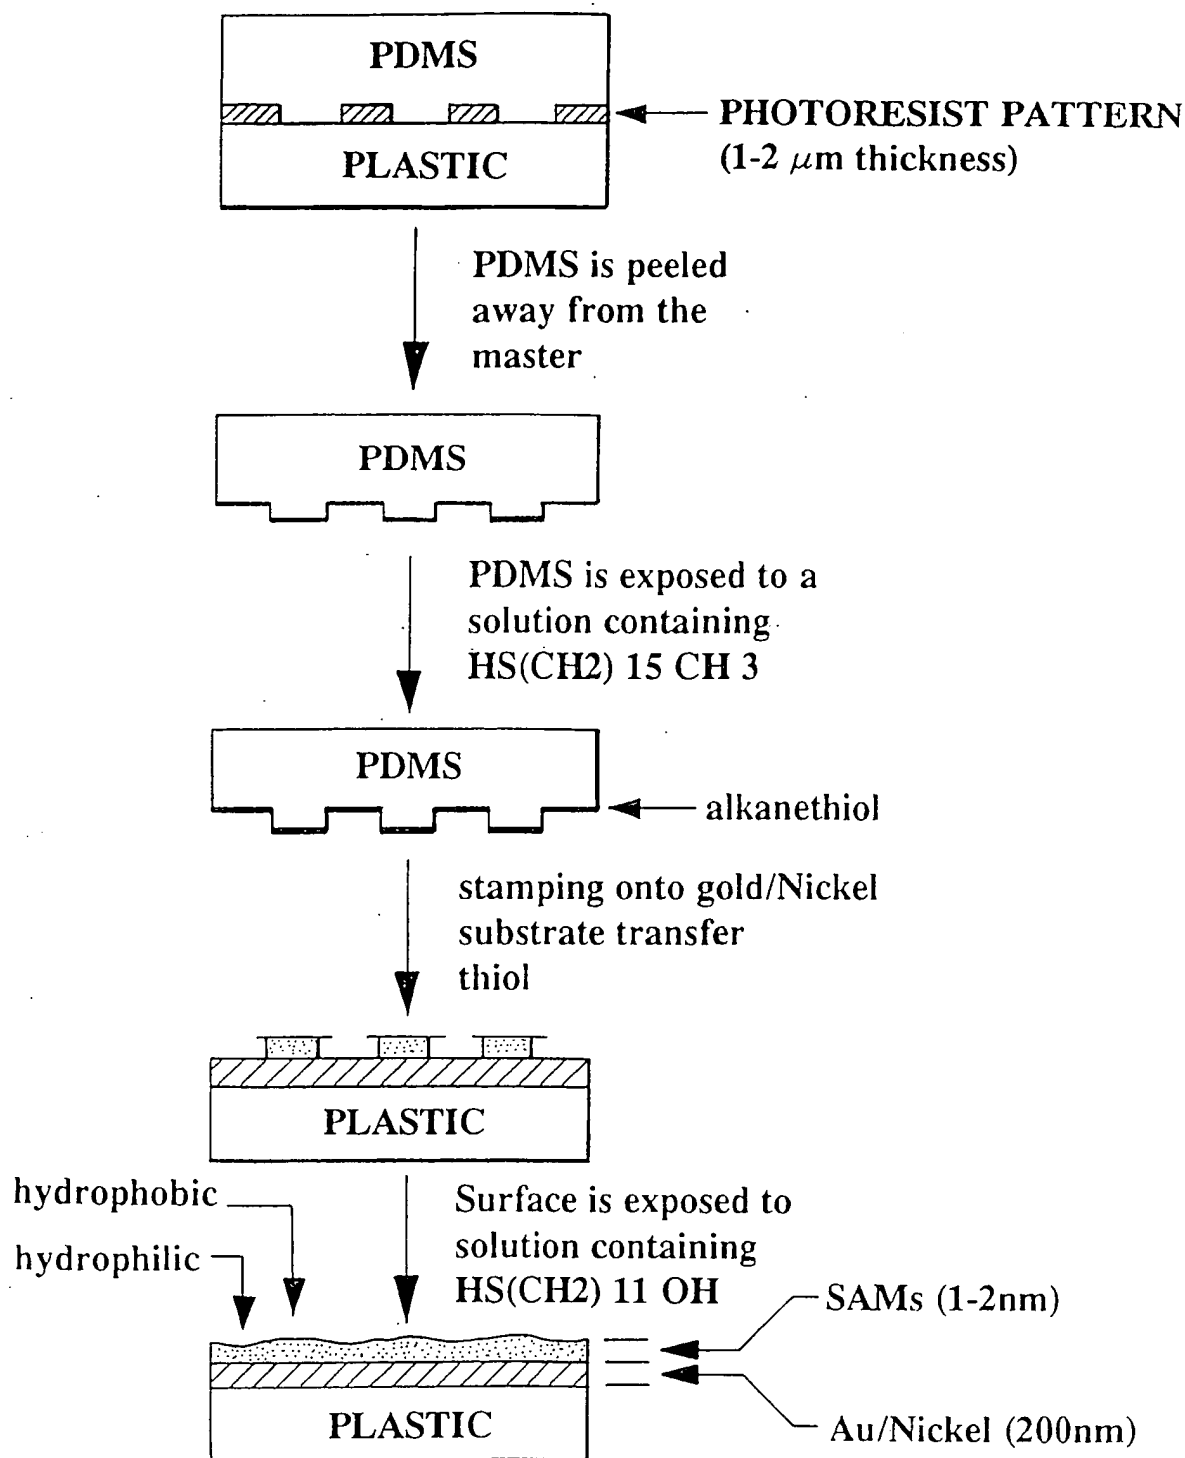 PDMS
PHOTORESIST PATTERN
(1-2 μm thickness)
PLASTIC
PDMS is peeled
away from the
master
PDMS
PDMS is exposed to a
solution containing
HS(CH2) 15 CH 3
PDMS
alkanethiol
stamping onto gold/Nickel
substrate transfer
thiol
PLASTIC
hydrophobic
hydrophilic
Surface is exposed to
solution containing
HS(CH2) 11 OH
SAMs (1-2nm)
PLASTIC
Au/Nickel (200nm)